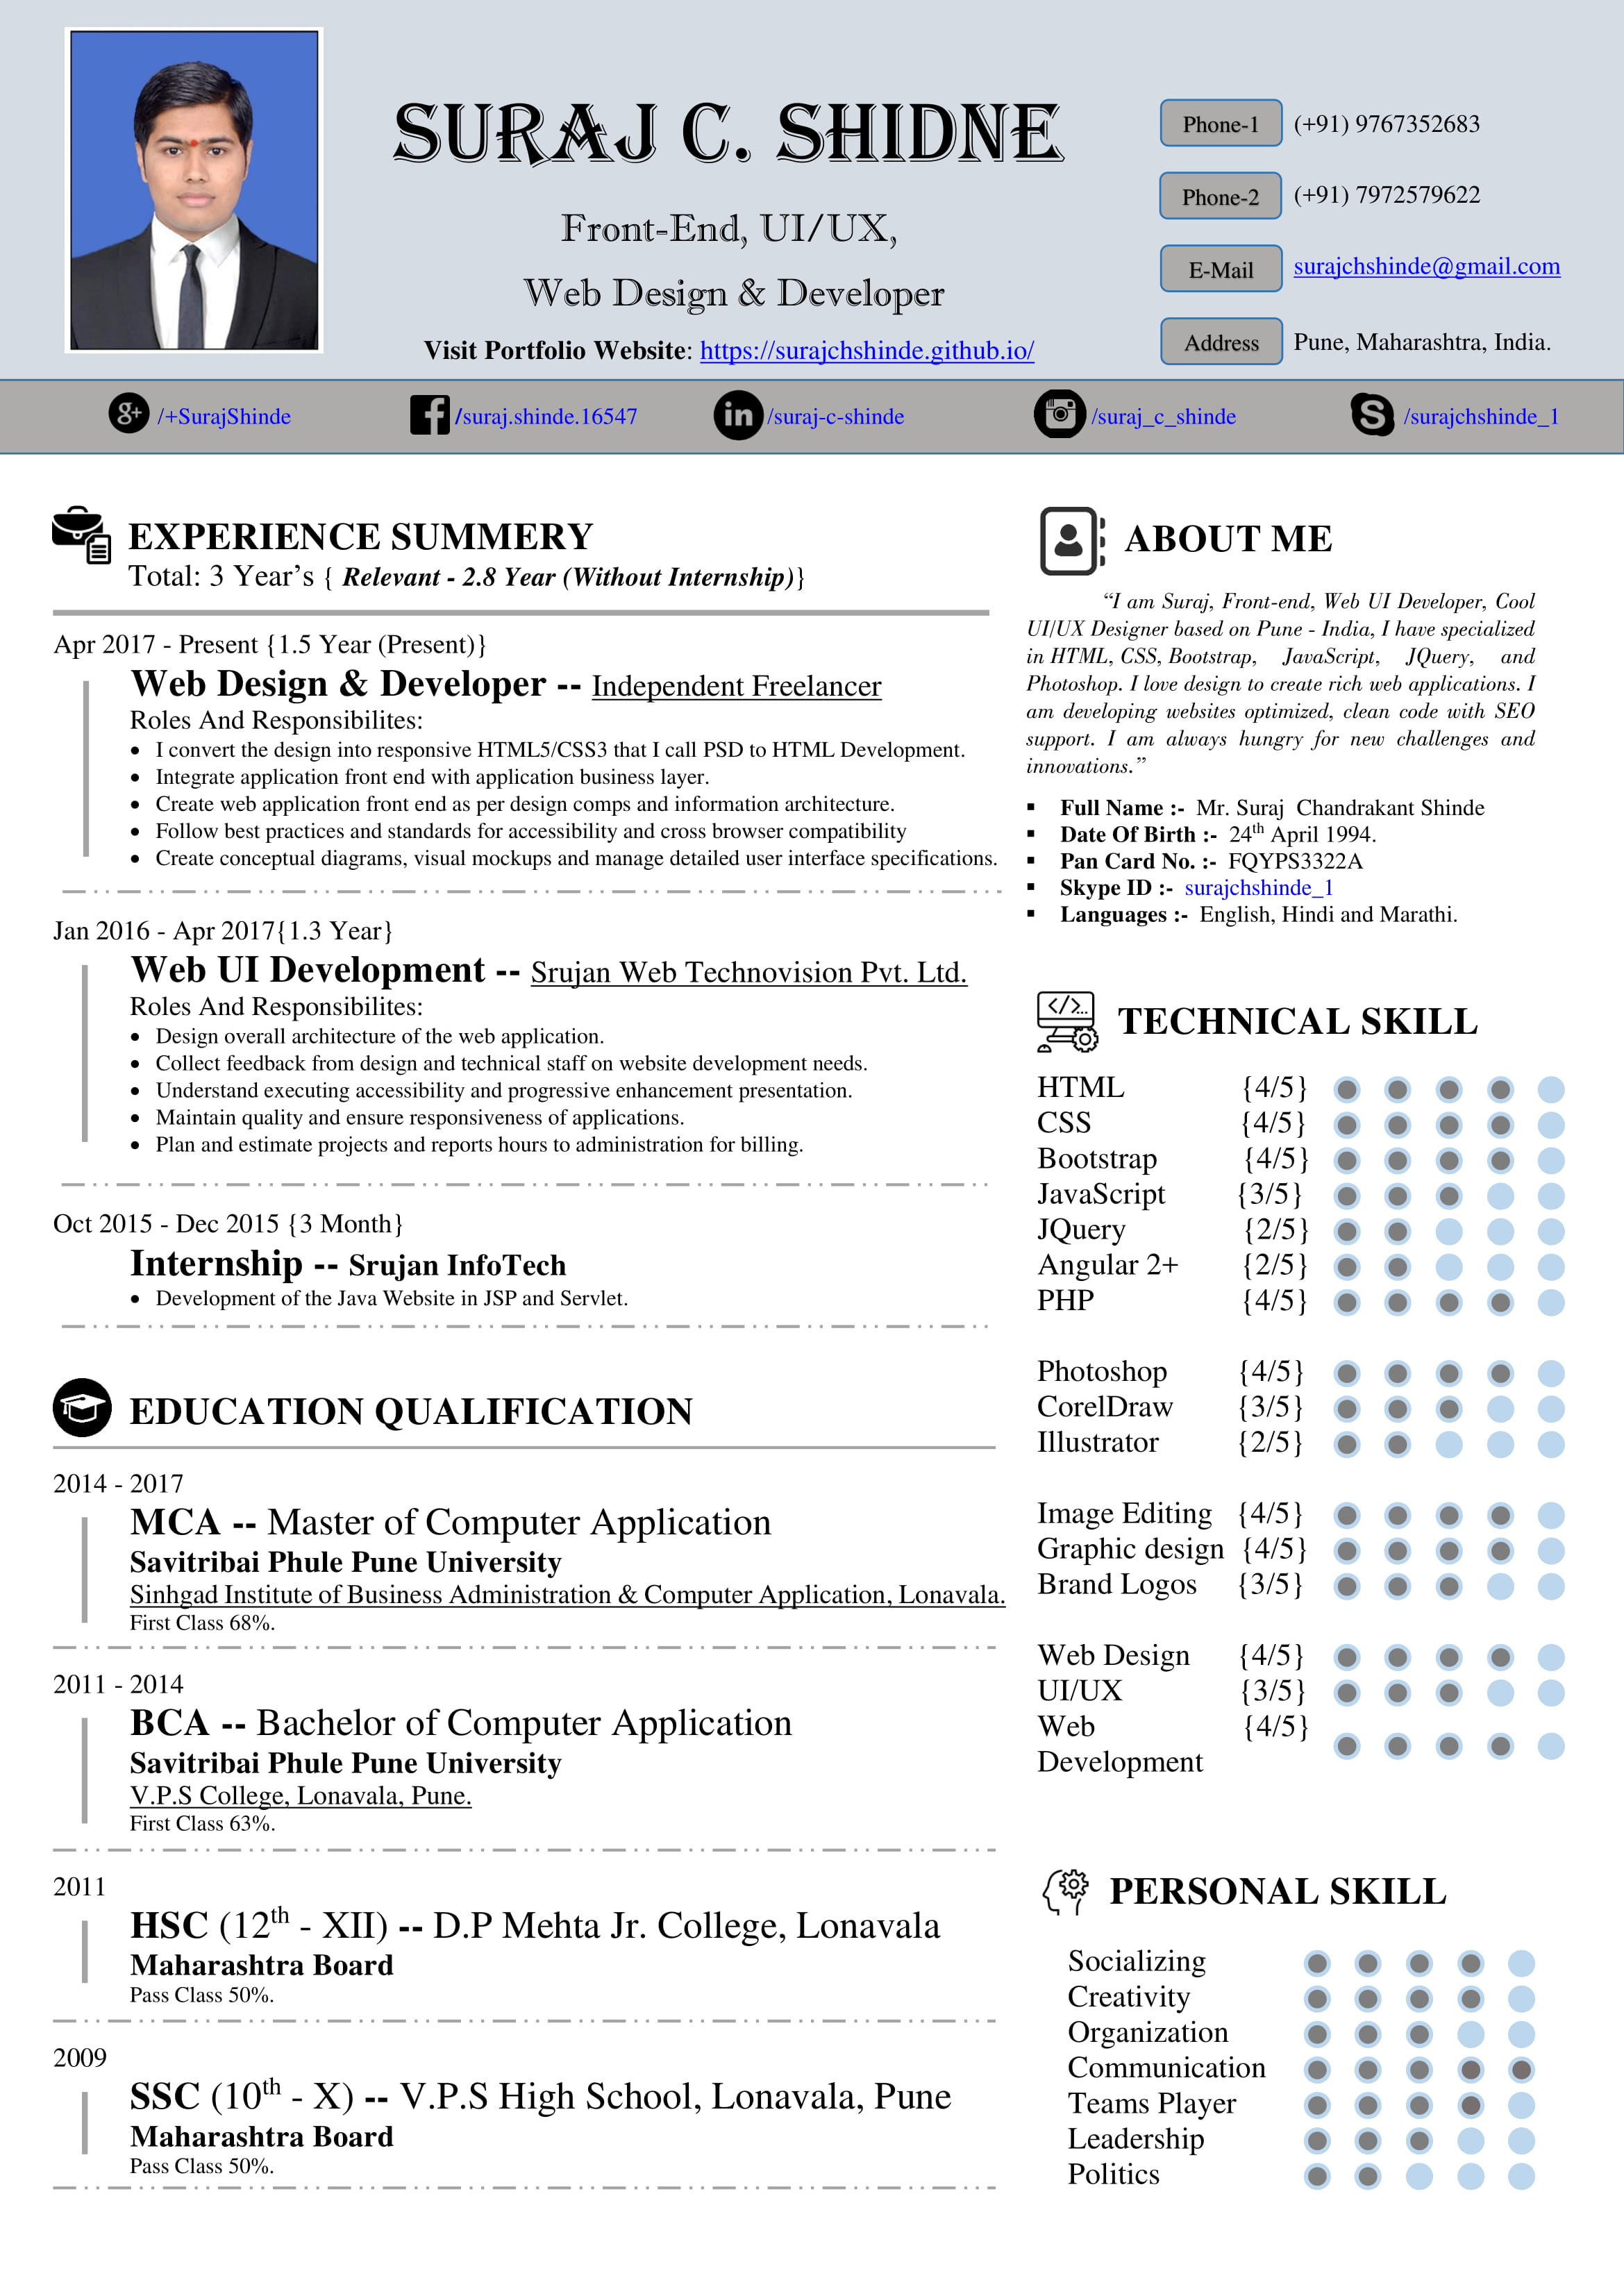 SURAJ C. SHIDNE
Front-End, UI/UX,
Web Design & Developer
Visit Portfolio Website: https://surajchshinde.github.io/
Phone-1 (+91) 9767352683
Phone-2 (+91) 7972579622
E-Mail surajchshinde@gmail.com
Address Pune, Maharashtra, India.
/+SurajShinde /suraj.shinde.16547 /suraj-c-shinde /suraj_c_shinde /surajchshinde_1
EXPERIENCE SUMMERY
Total: 3 Year’s { Relevant - 2.8 Year (Without Internship)}
Apr 2017 - Present {1.5 Year (Present)}
Web Design & Developer -- Independent Freelancer
Roles And Responsibilites:
• I convert the design into responsive HTML5/CSS3 that I call PSD to HTML Development.
• Integrate application front end with application business layer.
• Create web application front end as per design comps and information architecture.
• Follow best practices and standards for accessibility and cross browser compatibility
• Create conceptual diagrams, visual mockups and manage detailed user interface specifications.
Jan 2016 - Apr 2017{1.3 Year}
Web UI Development -- Srujan Web Technovision Pvt. Ltd.
Roles And Responsibilites:
• Design overall architecture of the web application.
• Collect feedback from design and technical staff on website development needs.
• Understand executing accessibility and progressive enhancement presentation.
• Maintain quality and ensure responsiveness of applications.
• Plan and estimate projects and reports hours to administration for billing.
Oct 2015 - Dec 2015 {3 Month}
Internship -- Srujan InfoTech
• Development of the Java Website in JSP and Servlet.
EDUCATION QUALIFICATION
2014 - 2017
MCA -- Master of Computer Application
Savitribai Phule Pune University
Sinhgad Institute of Business Administration & Computer Application, Lonavala.
First Class 68%.
2011 - 2014
BCA -- Bachelor of Computer Application
Savitribai Phule Pune University
V.P.S College, Lonavala, Pune.
First Class 63%.
2011
HSC (12th - XII) -- D.P Mehta Jr. College, Lonavala
Maharashtra Board
Pass Class 50%.
2009
SSC (10th - X) -- V.P.S High School, Lonavala, Pune
Maharashtra Board
Pass Class 50%.
ABOUT ME
“I am Suraj, Front-end, Web UI Developer, Cool
UI/UX Designer based on Pune - India, I have specialized
in HTML, CSS, Bootstrap, JavaScript, JQuery, and
Photoshop. I love design to create rich web applications. I
am developing websites optimized, clean code with SEO
support. I am always hungry for new challenges and
innovations.”
▪ Full Name :- Mr. Suraj Chandrakant Shinde
▪ Date Of Birth :- 24th April 1994.
▪ Pan Card No. :- FQYPS3322A
▪ Skype ID :- surajchshinde_1
▪ Languages :- English, Hindi and Marathi.
</...
TECHNICAL SKILL
HTML {4/5}
CSS {4/5}
Bootstrap {4/5}
JavaScript {3/5}
JQuery {2/5}
Angular 2+ {2/5}
PHP {4/5}
Photoshop {4/5}
CorelDraw {3/5}
Illustrator {2/5}
Image Editing {4/5}
Graphic design {4/5}
Brand Logos {3/5}
Web Design {4/5}
UI/UX {3/5}
Web {4/5}
Development
PERSONAL SKILL
Socializing
Creativity
Organization
Communication
Teams Player
Leadership
Politics